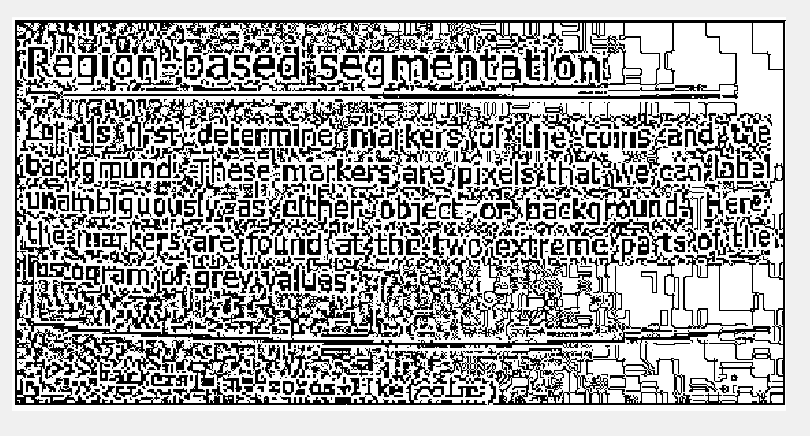 Region-based segmentation
Let us first determine markers of the coins and the
background. These markers are pixels that we can label
unambiguously as either object or background. Here,
the markers are found at the two extreme parts of the
histogram of grey values: